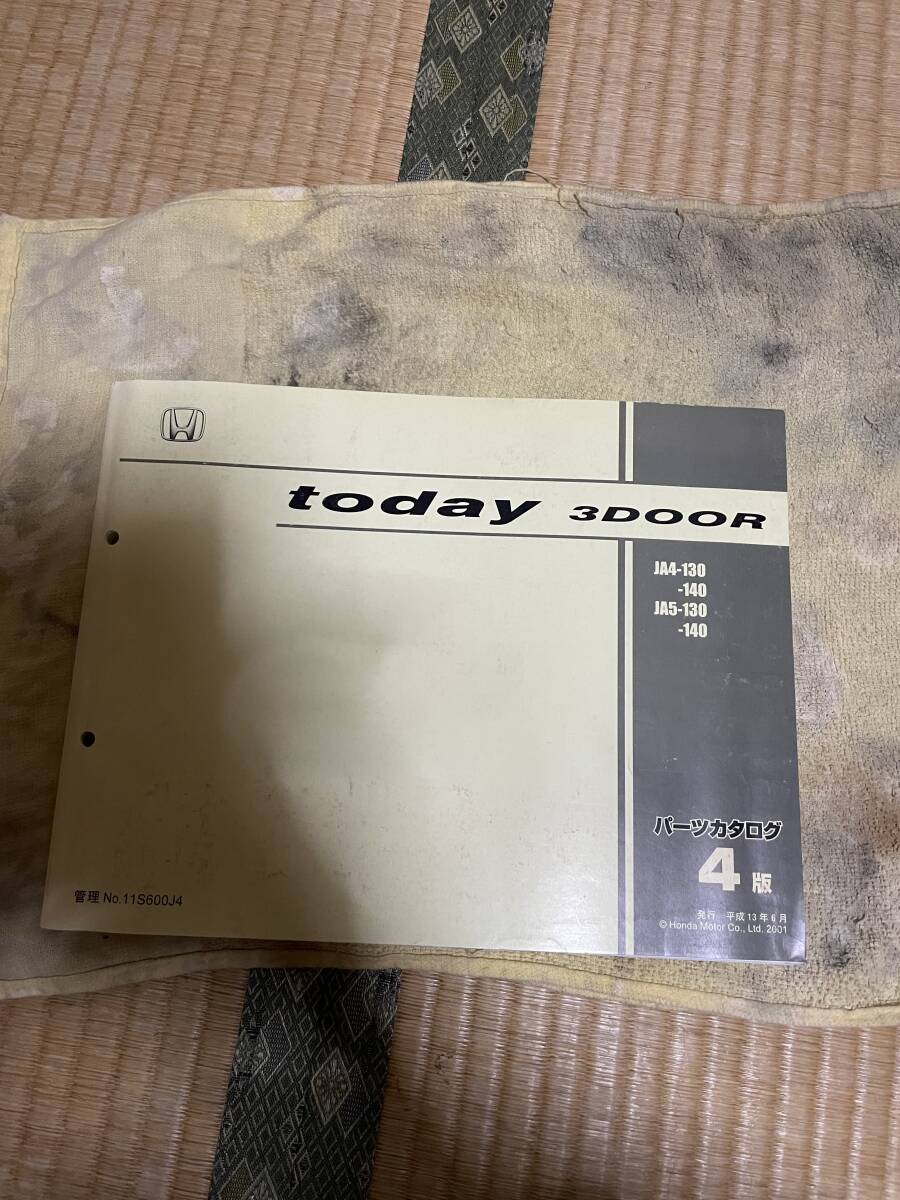 today 3DOOR
JA4-130
-140
JA5-130
-140
パーツカタログ
4版
管理 No.11S600J4
発行 平成13年6月
© Honda Motor Co., Ltd. 2001